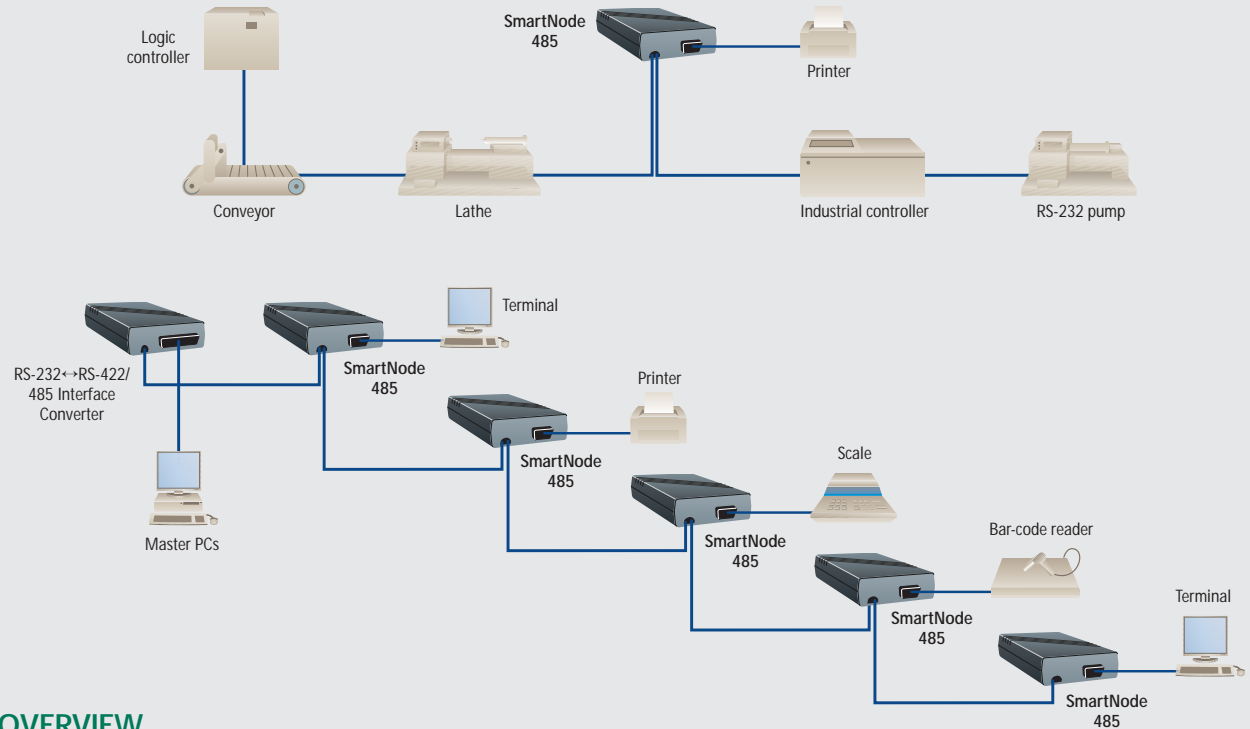 SmartNode
485
Logic
controller
Printer
Conveyor
Lathe
Industrial controller
RS-232 pump
Terminal
SmartNode
485
RS-232↔RS-422/
485 Interface
Converter
Printer
SmartNode
485
Scale
Master PCs
SmartNode
485
Bar-code reader
SmartNode
485
Terminal
SmartNode
485
OVERVIEW